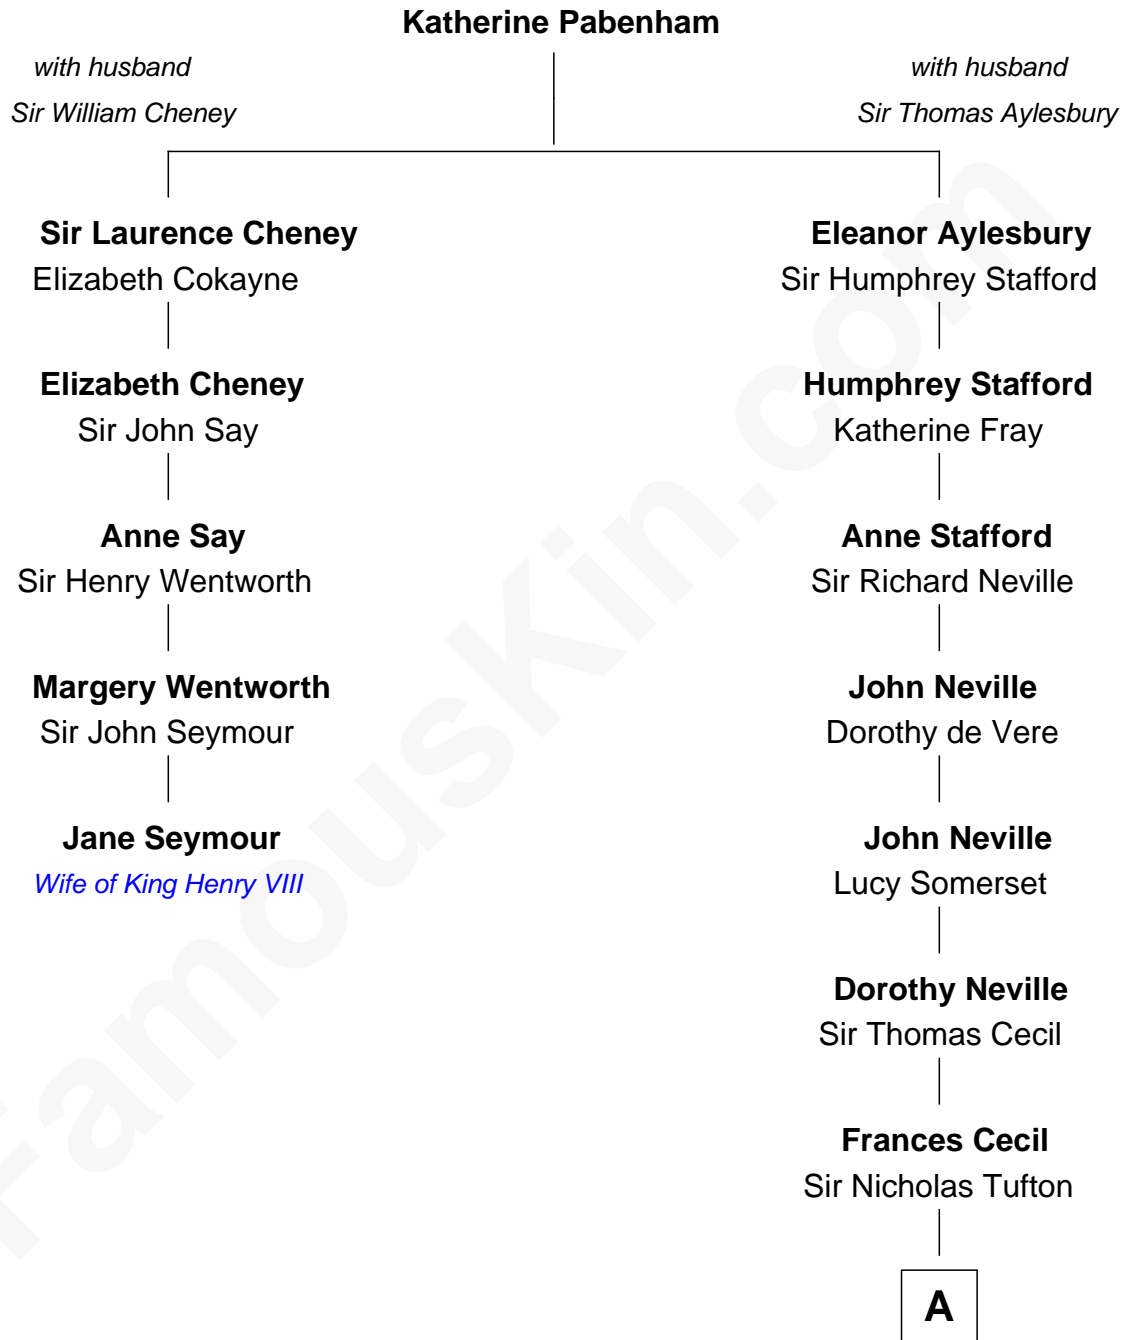 Katherine Pabenham
with husband
Sir William Cheney
with husband
Sir Thomas Aylesbury
Sir Laurence Cheney
Elizabeth Cokayne
Eleanor Aylesbury
Sir Humphrey Stafford
Elizabeth Cheney
Sir John Say
Humphrey Stafford
Katherine Fray
Anne Say
Sir Henry Wentworth
Anne Stafford
Sir Richard Neville
Margery Wentworth
Sir John Seymour
John Neville
Dorothy de Vere
Jane Seymour
Wife of King Henry VIII
John Neville
Lucy Somerset
Dorothy Neville
Sir Thomas Cecil
Frances Cecil
Sir Nicholas Tufton
A
FamousKin.com